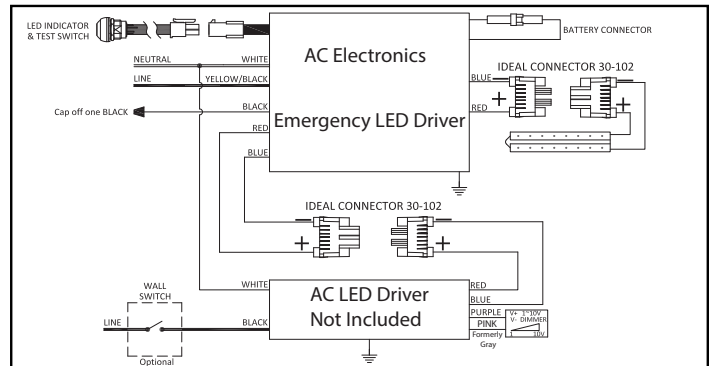 LED INDICATOR
& TEST SWITCH
BATTERY CONNECTOR
AC Electronics
Emergency LED Driver
NEUTRAL
WHITE
LINE
YELLOW/BLACK
Cap off one BLACK
BLACK
RED
BLUE
IDEAL CONNECTOR 30-102
BLUE
RED
+
−
+
IDEAL CONNECTOR 30-102
−
+
−
+
WHITE
AC LED Driver
Not Included
RED
BLUE
PURPLE
PINK
Formerly
Gray
V+ 1~10V
V- DIMMER
1 10V
WALL
SWITCH
LINE
BLACK
Optional